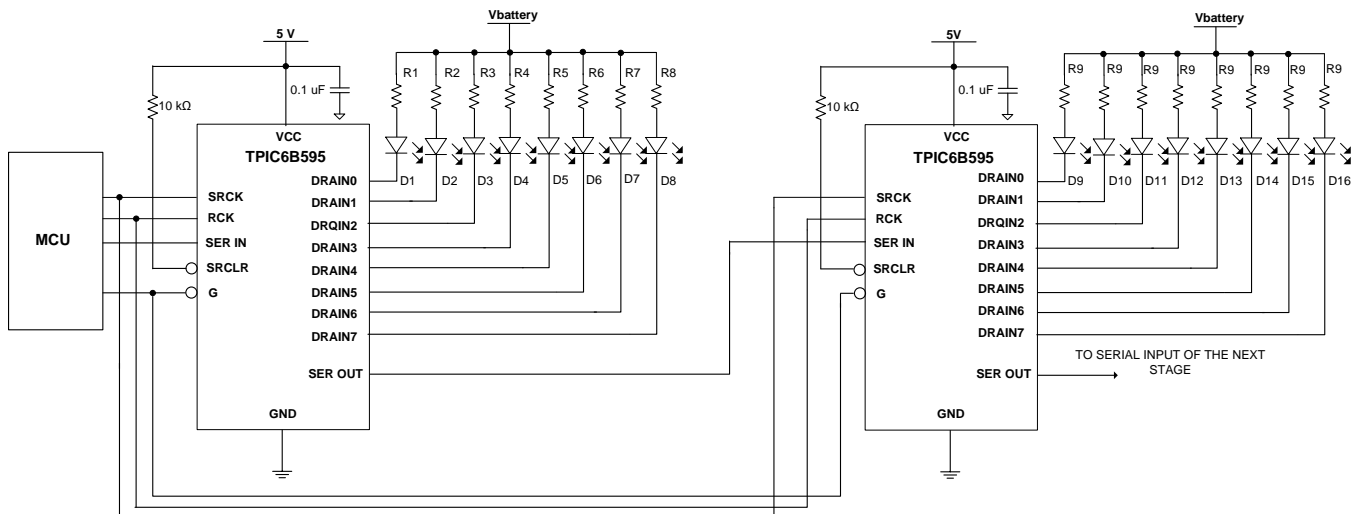 Vbattery
5 V
R1 R2 R3 R4 R5 R6 R7 R8
10 kΩ
0.1 uF
VCC
TPIC6B595
MCU
SRCK
RCK
SER IN
SRCLR
G
DRAIN0
DRAIN1
DRQIN2
DRAIN3
DRAIN4
DRAIN5
DRAIN6
DRAIN7
SER OUT
GND
D1 D2 D3 D4 D5 D6 D7 D8
Vbattery
5V
R9 R9 R9 R9 R9 R9 R9 R9
10 kΩ
0.1 uF
VCC
TPIC6B595
SRCK
RCK
SER IN
SRCLR
G
DRAIN0
DRAIN1
DRQIN2
DRAIN3
DRAIN4
DRAIN5
DRAIN6
DRAIN7
SER OUT
GND
D9 D10 D11 D12 D13 D14 D15 D16
TO SERIAL INPUT OF THE NEXT
STAGE